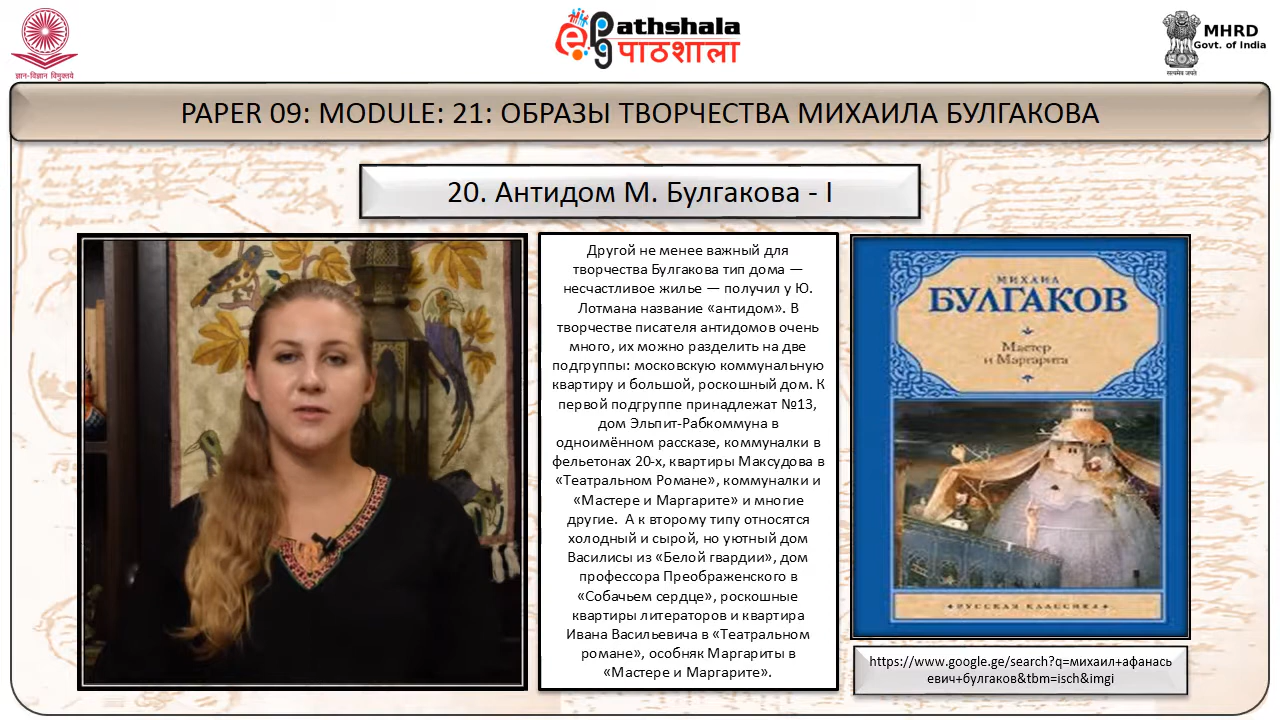 Pathshala
पाठशाला
MHRD
Govt. of India
सत्यमेव जयते
ज्ञान-विज्ञान विमुक्तये
PAPER 09: MODULE: 21: ОБРАЗЫ ТВОРЧЕСТВА МИХАИЛА БУЛГАКОВА
20. Антидом М. Булгакова - I
Другой не менее важный для
творчества Булгакова тип дома —
несчастливое жилье — получил у Ю.
Лотмана название «антидом». В
творчестве писателя антидомов очень
много, их можно разделить на две
подгруппы: московскую коммунальную
квартиру и большой, роскошный дом. К
первой подгруппе принадлежат №13,
дом Эльпит-Рабкоммуна в
одноимённом рассказе, коммуналки в
фельетонах 20-х, квартиры Максудова в
«Театральном Романе», коммуналки и
«Мастере и Маргарите» и многие
другие. А к второму типу относятся
холодный и сырой, но уютный дом
Василисы из «Белой гвардии», дом
профессора Преображенского в
«Собачьем сердце», роскошные
квартиры литераторов и квартира
Ивана Васильевича в «Театральном
романе», особняк Маргариты в
«Мастере и Маргарите».
МИХАИЛ
БУЛГАКОВ
Мастер
и Маргарита
РУССКАЯ КЛАССИКА
https://www.google.ge/search?q=михаил+афанась
евич+булгаков&tbm=isch&imgi